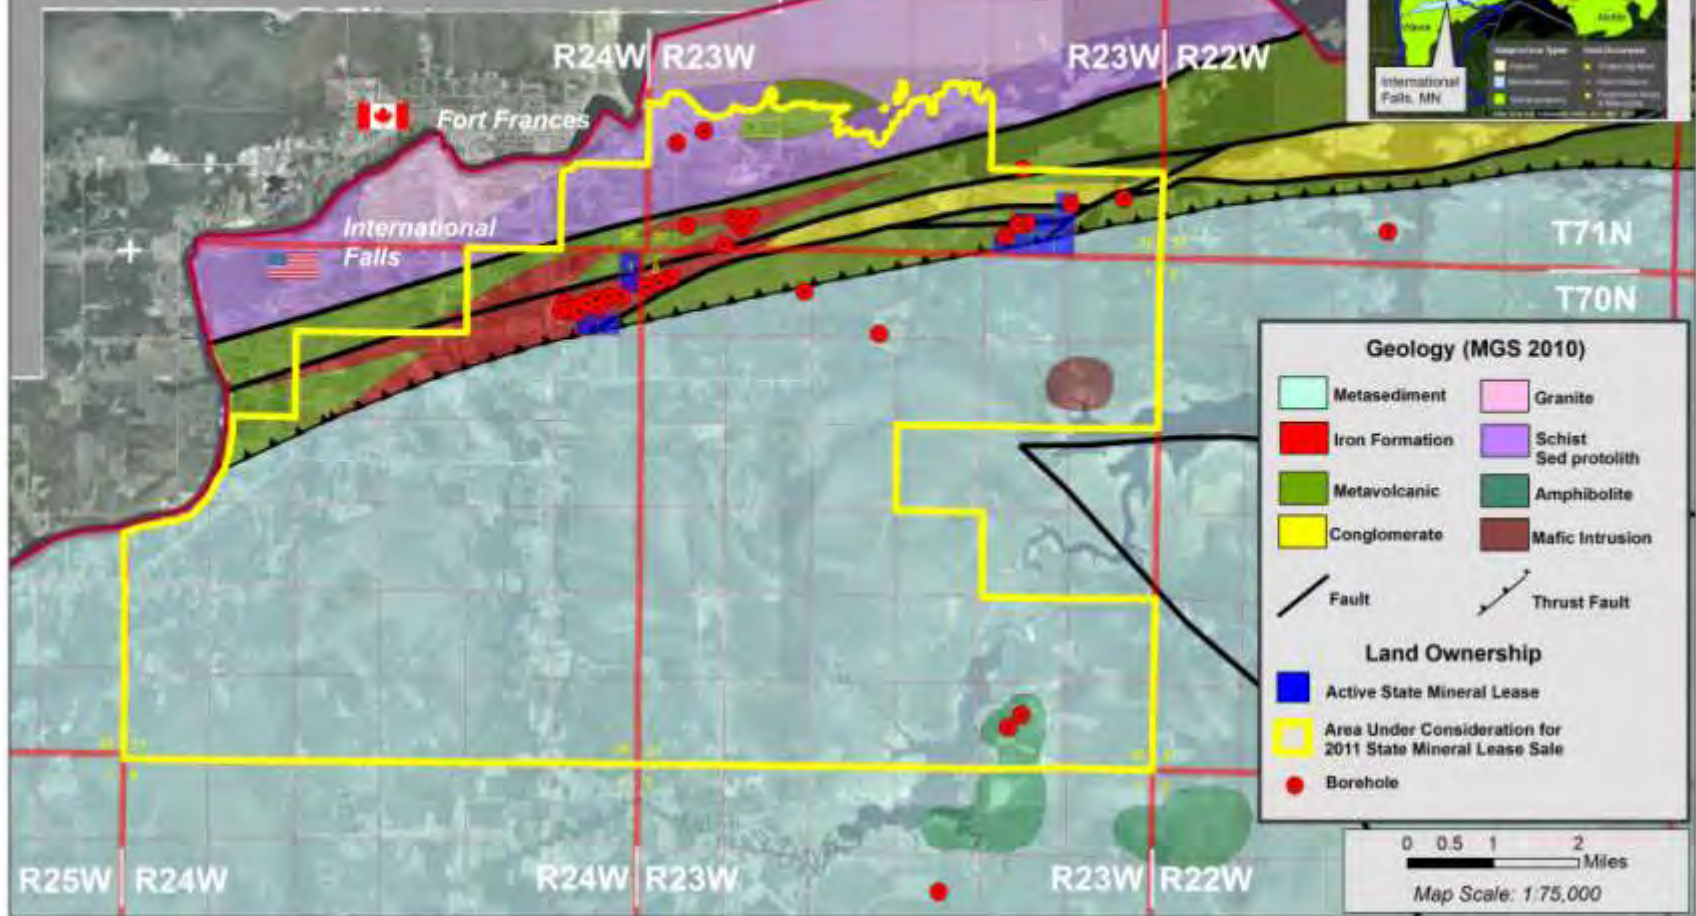 R24W R23W
R23W R22W
International
Falls, MN
Fort Frances
International
Falls
T71N
T70N
Geology (MGS 2010)
Metasediment
Granite
Iron Formation
Schist
Sed protolith
Metavolcanic
Amphibolite
Conglomerate
Mafic Intrusion
Fault
Thrust Fault
Land Ownership
Active State Mineral Lease
Area Under Consideration for
2011 State Mineral Lease Sale
Borehole
0 0.5 1 2
Miles
Map Scale: 1:75,000
R25W R24W
R24W R23W
R23W R22W